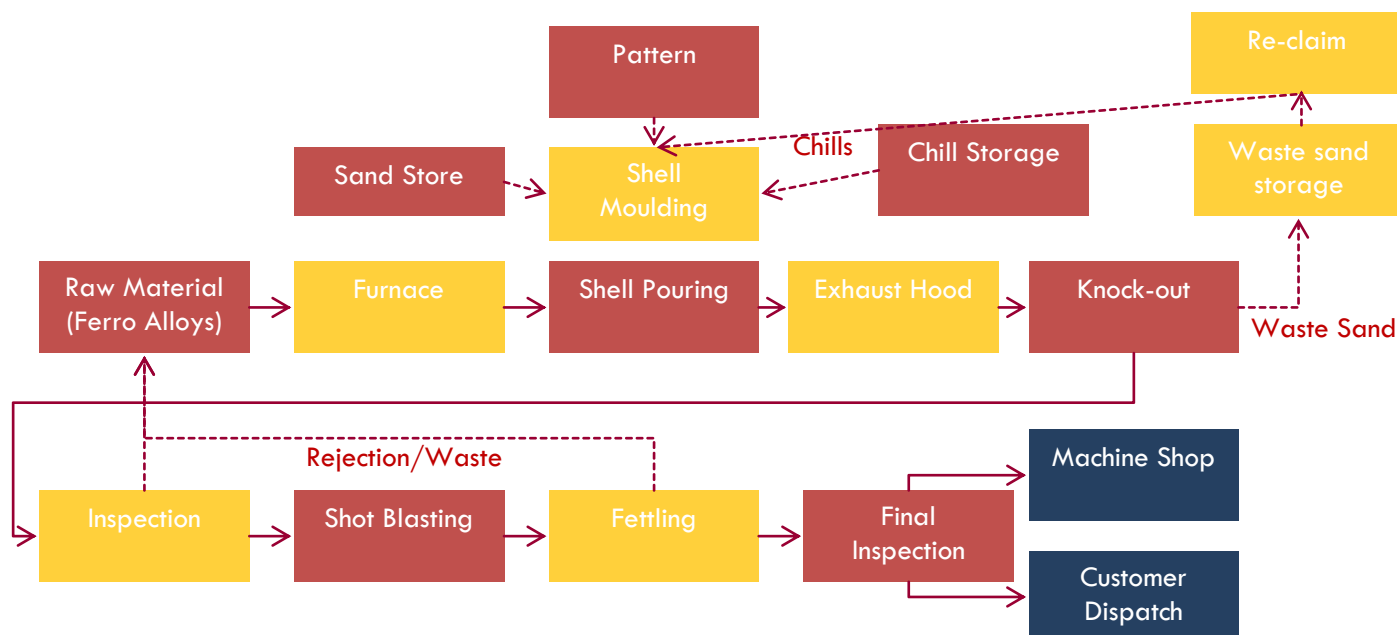 Re-claim
Pattern
Chills
Sand Store
Shell
Moulding
Chill Storage
Waste sand
storage
Raw Material
(Ferro Alloys)
Furnace
Shell Pouring
Exhaust Hood
Knock-out
Waste Sand
Rejection/Waste
Machine Shop
Inspection
Shot Blasting
Fettling
Final
Inspection
Customer
Dispatch